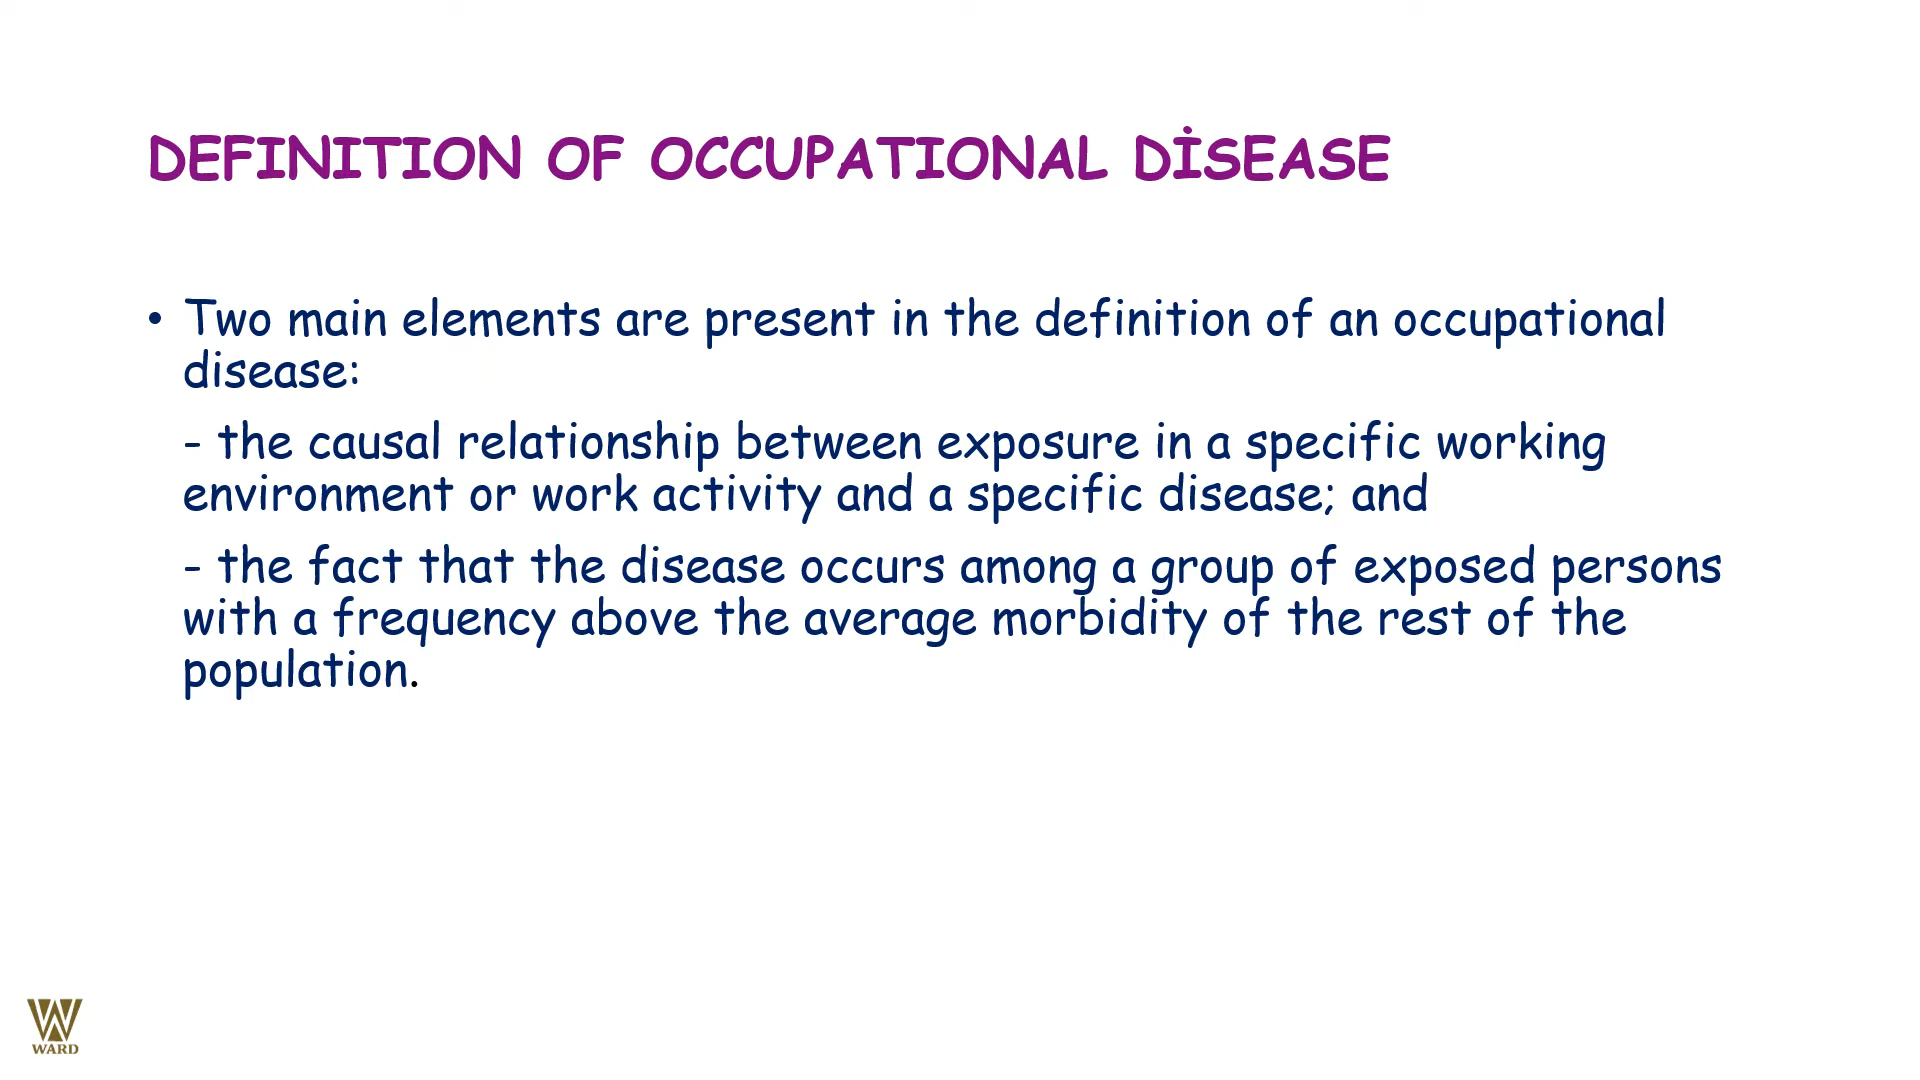 DEFINITION OF OCCUPATIONAL DİSEASE
• Two main elements are present in the definition of an occupational
disease:
- the causal relationship between exposure in a specific working
environment or work activity and a specific disease; and
- the fact that the disease occurs among a group of exposed persons
with a frequency above the average morbidity of the rest of the
population.
WARD